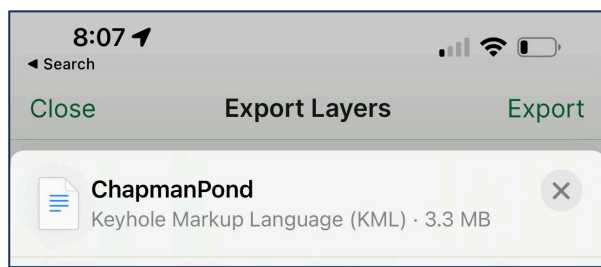 8:07
◀ Search
Close Export Layers Export
ChapmanPond
Keyhole Markup Language (KML) · 3.3 MB